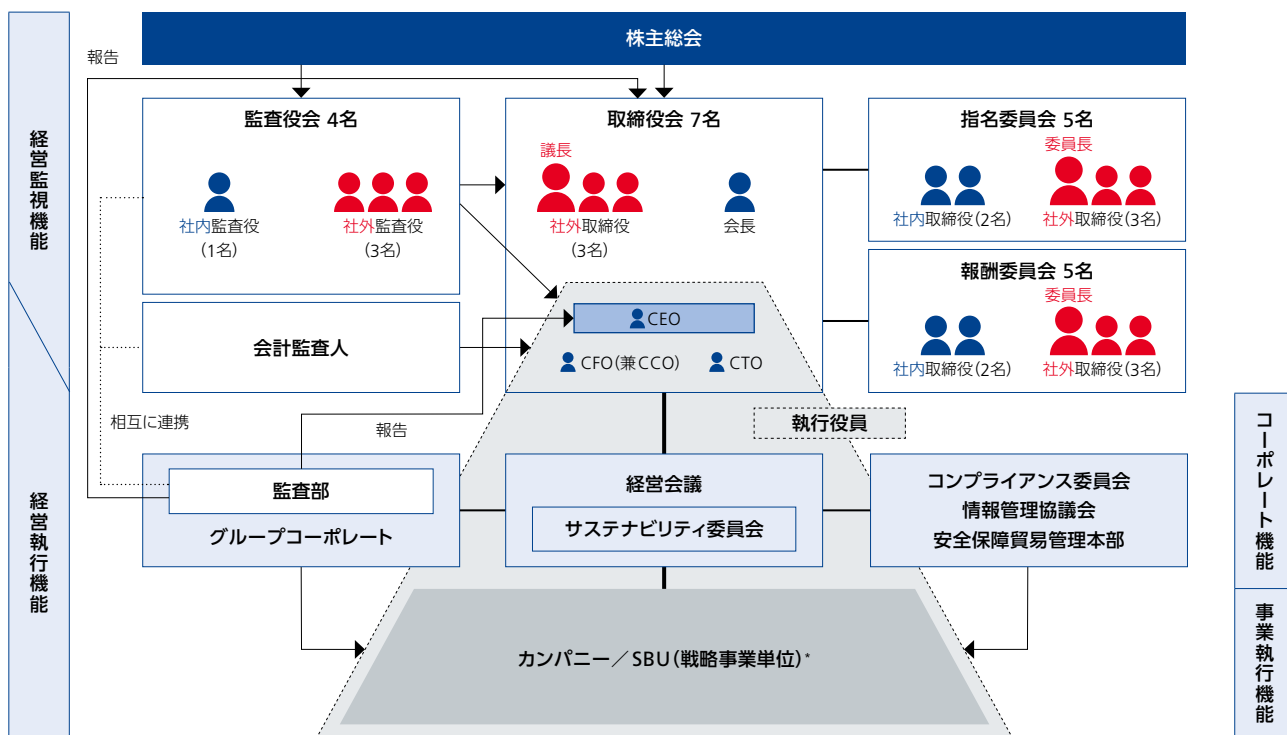 株主総会
報告
経営監視機能
監査役会 4名
社内監査役
(1名)
社外監査役
(3名)
取締役会 7名
議長
社外取締役
(3名)
会長
指名委員会 5名
委員長
社内取締役(2名)
社外取締役(3名)
報酬委員会 5名
委員長
社内取締役(2名)
社外取締役(3名)
会計監査人
CEO
CFO(兼CCO)
CTO
執行役員
相互に連携
報告
経営執行機能
監査部
グループコーポレート
経営会議
サステナビリティ委員会
コンプライアンス委員会
情報管理協議会
安全保障貿易管理本部
コーポレート機能
カンパニー／SBU(戦略事業単位)*
事業執行機能